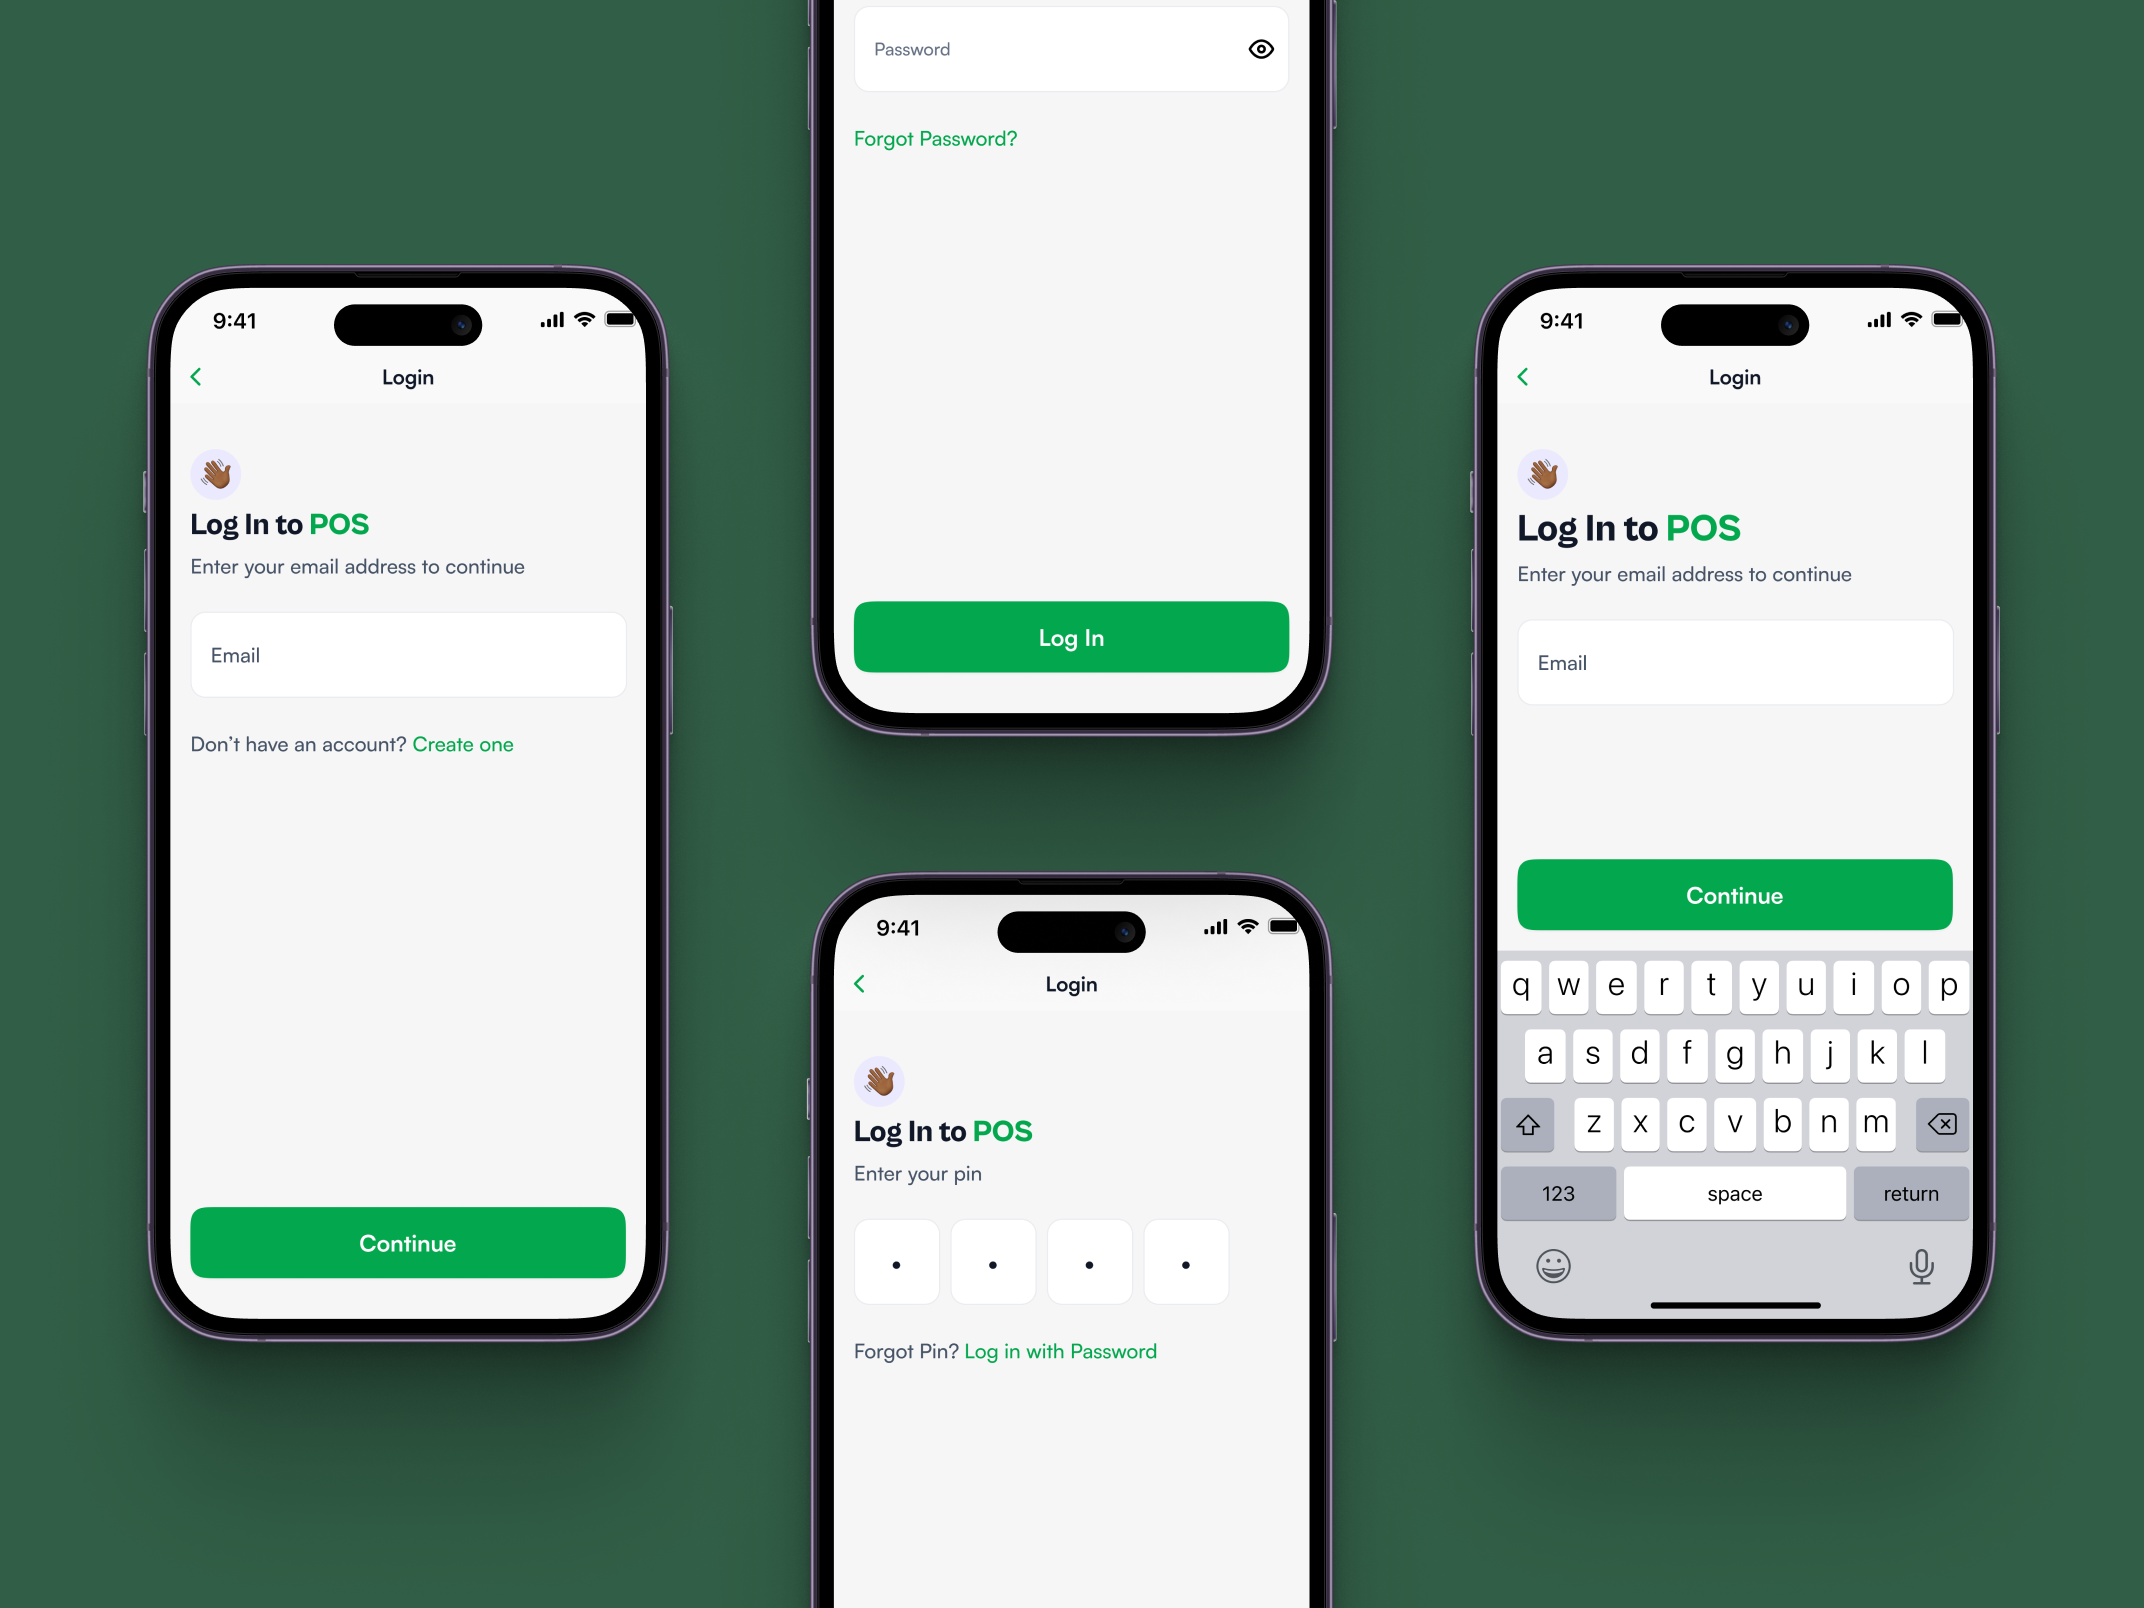 9:41
Login
Log In to POS
Enter your email address to continue
Email
Don't have an account? Create one
Continue
Password
Forgot Password?
Log In
9:41
Login
Log In to POS
Enter your pin
Forgot Pin? Log in with Password
9:41
Login
Log In to POS
Enter your email address to continue
Email
Continue
q w e r t y u i o p
a s d f g h j k l
z x c v b n m
123 space return